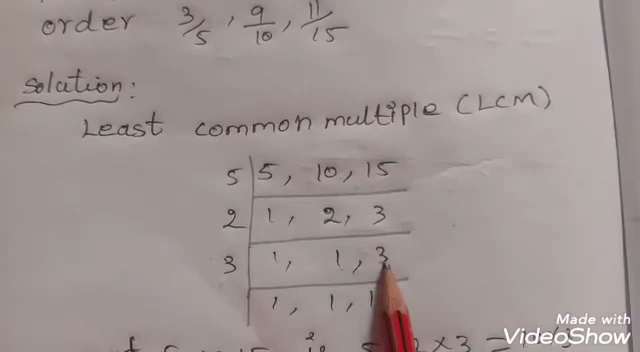 order 3/5, 9/10, 11/15
Solution:
Least common multiple (LCM)
5 | 5, 10, 15
2 | 1, 2, 3
3 | 1, 1, 3
1, 1, 1
Made with
VideoShow